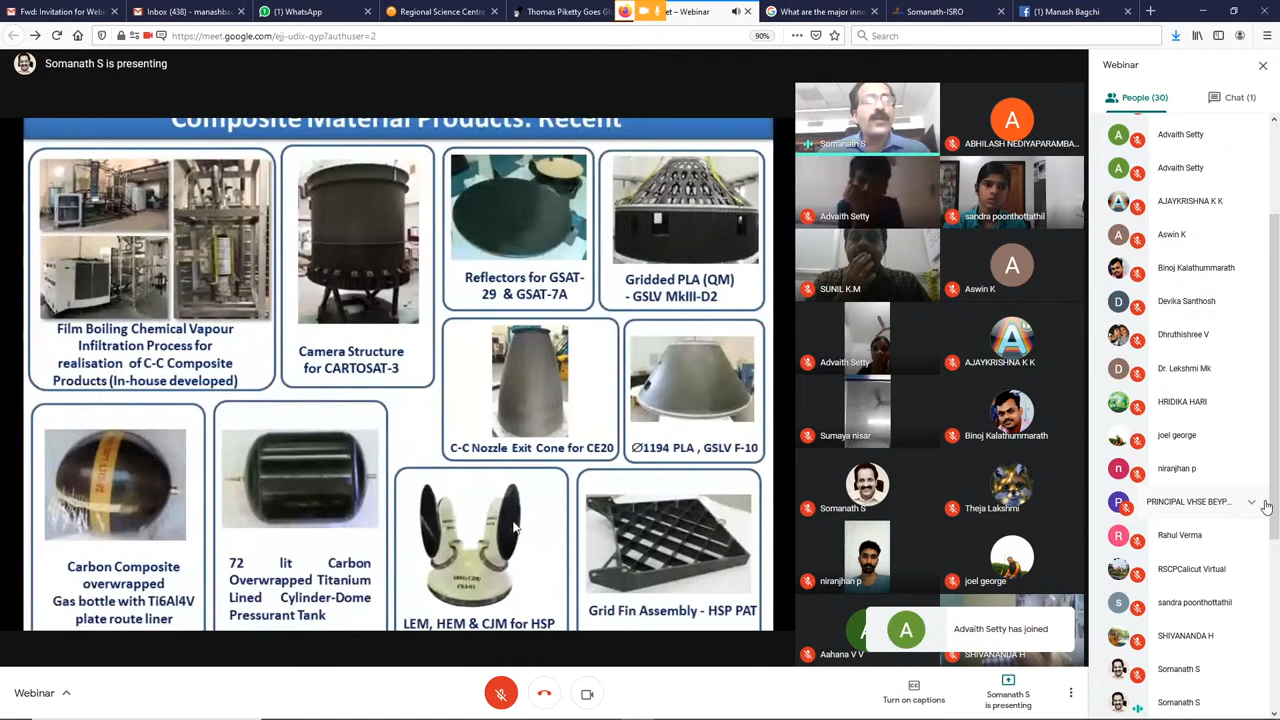 Fwd: Invitation for Webin
Inbox (438) - manashbag
(1) WhatsApp
Regional Science Centre
Thomas Piketty Goes Gl
et – Webinar
What are the major inno
Somanath-ISRO
Manash Bagchi
https://meet.google.com/ejj-udix-qyp?authuser=2
90%
Search
Somanath S is presenting
Composite Material Products: Recent
Film Boiling Chemical Vapour
Infiltration Process for
realisation of C-C Composite
Products (In-house developed)
Camera Structure
for CARTOSAT-3
Reflectors for GSAT-
29 & GSAT-7A
Gridded PLA (QM)
- GSLV MkIII-D2
C-C Nozzle Exit Cone for CE20
Ø1194 PLA , GSLV F-10
Carbon Composite
overwrapped
Gas bottle with Ti6Al4V
plate route liner
72 lit Carbon
Overwrapped Titanium
Lined Cylinder-Dome
Pressurant Tank
LEM, HEM & CJM for HSP
Grid Fin Assembly - HSP PAT
Somanath S
A
ABHILASH NEDIYAPARAMBA...
Advaith Setty
sandra poonthottathil
SUNIL K.M
A
Aswin K
Advaith Setty
A
AJAYKRISHNA K K
Sumaya nisar
Binoj Kalathummarath
Somanath S
Theja Lakshmi
niranjhan p
joel george
A
Aahana V V
SHIVANANDA H
A
Advaith Setty has joined
Webinar
People (30)
Chat (1)
A
Advaith Setty
A
Advaith Setty
A
AJAYKRISHNA K K
A
Aswin K
Binoj Kalathummarath
D
Devika Santhosh
Dhruthishree V
D
Dr. Lekshmi Mk
HRIDIKA HARI
joel george
n
niranjhan p
P
PRINCIPAL VHSE BEYP...
R
Rahul Verma
RSCPCalicut Virtual
s
sandra poonthottathil
SHIVANANDA H
Somanath S
Somanath S
Webinar
Turn on captions
Somanath S
is presenting